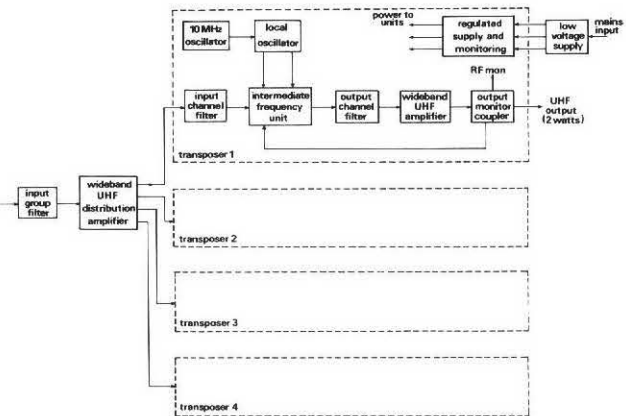 power to
units
regulated
supply and
monitoring
low
voltage
supply
mains
input
10 MHz
oscillator
local
oscillator
RF mon
input
channel
filter
intermediate
frequency
unit
output
channel
filter
wideband
UHF
amplifier
output
monitor
coupler
UHF
output
(2 watts)
transposer 1
input
group
filter
wideband
UHF
distribution
amplifier
transposer 2
transposer 3
transposer 4